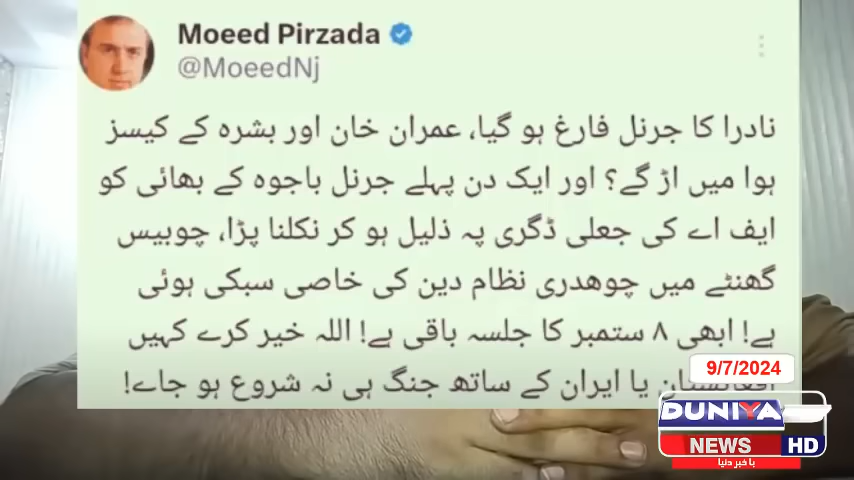 Moeed Pirzada
@MoeedNj
نادرا کا جرنل فارغ ہو گیا، عمران خان اور بشرہ کے کیسز
ہوا میں اڑ گے؟ اور ایک دن پہلے جرنل باجوہ کے بھائی کو
ایف اے کی جعلی ڈگری پہ ذلیل ہو کر نکلنا پڑا، چوبیس
گھنٹے میں چوھدری نظام دین کی خاصی سبکی ہوئی
ہے! ابھی ۸ ستمبر کا جلسہ باقی ہے! اللہ خیر کرے کہیں
افغانستان یا ایران کے ساتھ جنگ ہی نہ شروع ہو جاے!
9/7/2024
DUNIYA
NEWS HD
باخبر دنیا